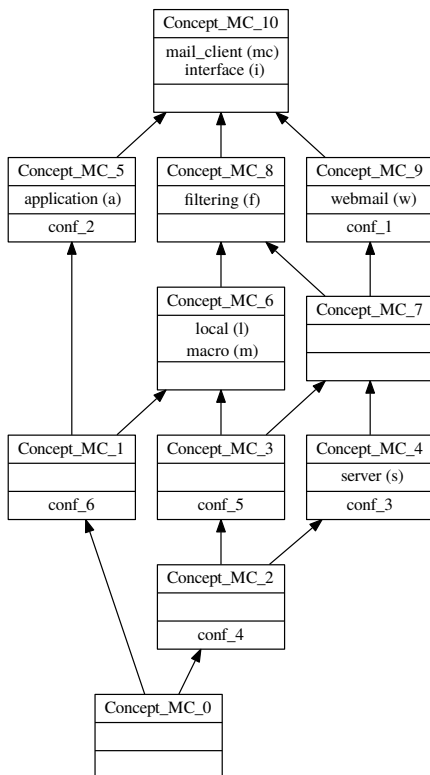 Concept_MC_10
mail_client (mc)
interface (i)
Concept_MC_5
application (a)
conf_2
Concept_MC_8
filtering (f)
Concept_MC_9
webmail (w)
conf_1
Concept_MC_6
local (l)
macro (m)
Concept_MC_7
Concept_MC_1
conf_6
Concept_MC_3
conf_5
Concept_MC_4
server (s)
conf_3
Concept_MC_2
conf_4
Concept_MC_0